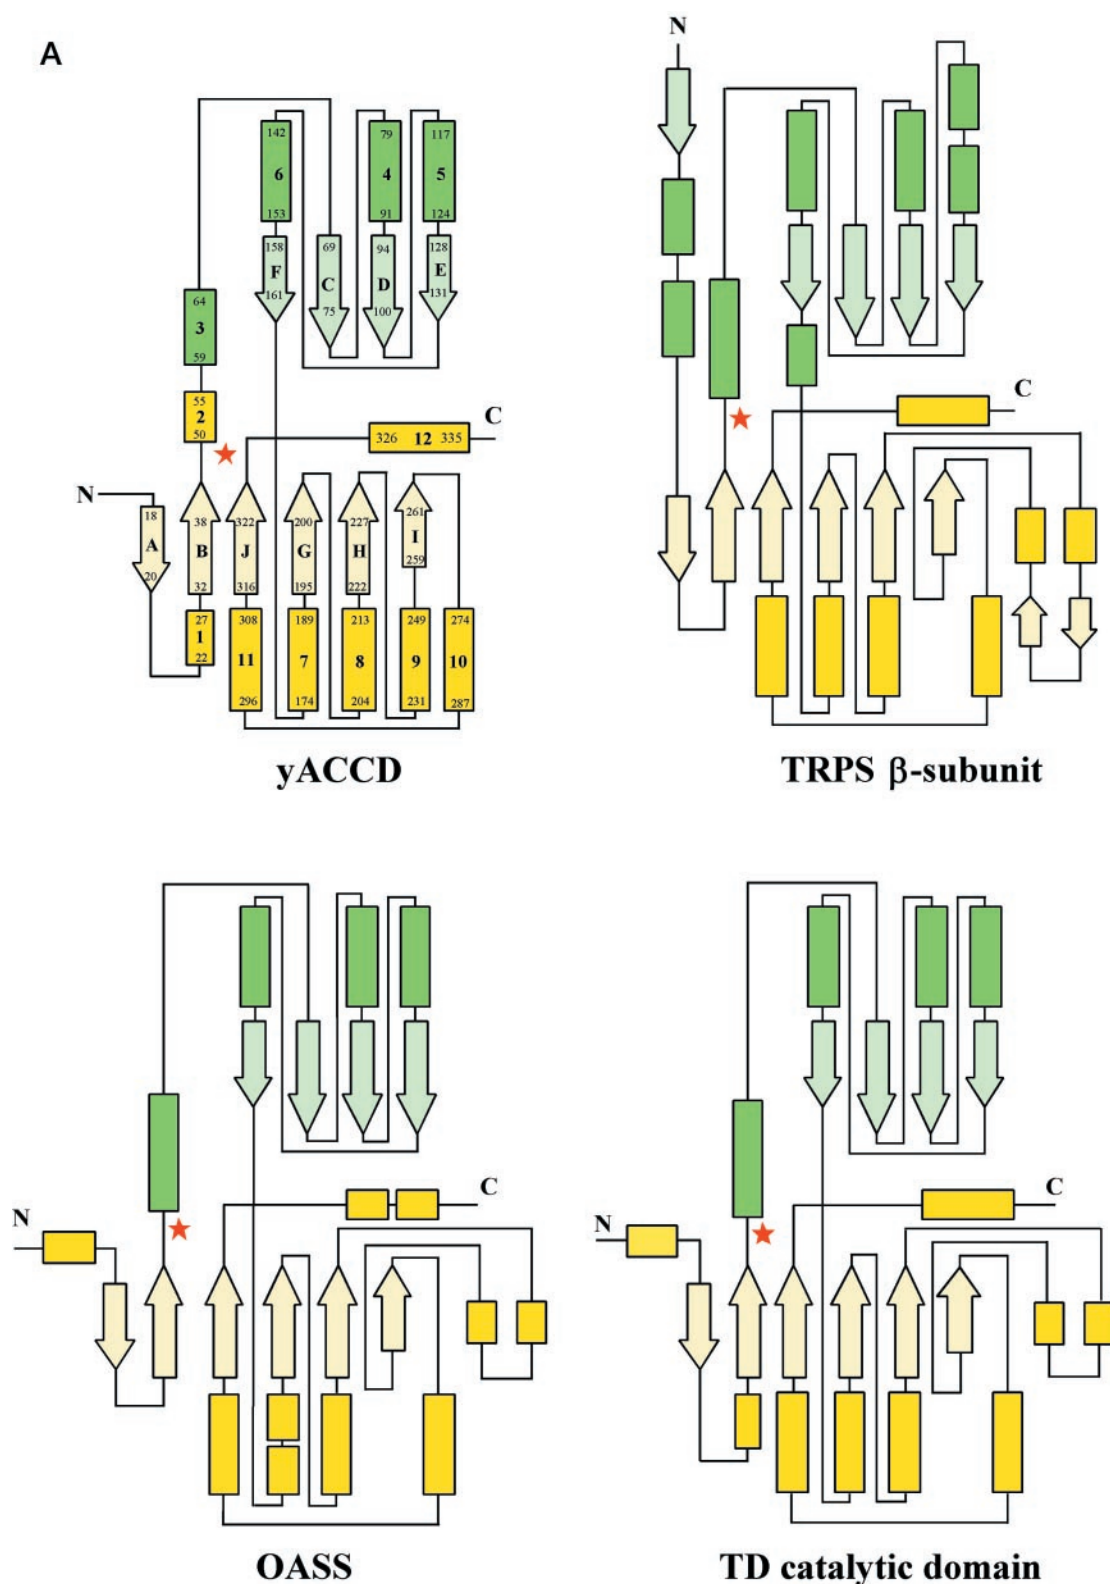 A
N
142 79 117
6 4 5
153 91 124
158 69 94 128
F C D E
161 75 100 131
64
3
59
55
2
50
C
326 12 335
N
18 38 322 200 227 261
A B J G H I
20 32 316 195 222 259
27 308 189 213 249 274
1 11 7 8 9 10
22 296 174 204 231 287
C
yACCD
TRPS β-subunit
N
C
N
C
OASS
TD catalytic domain